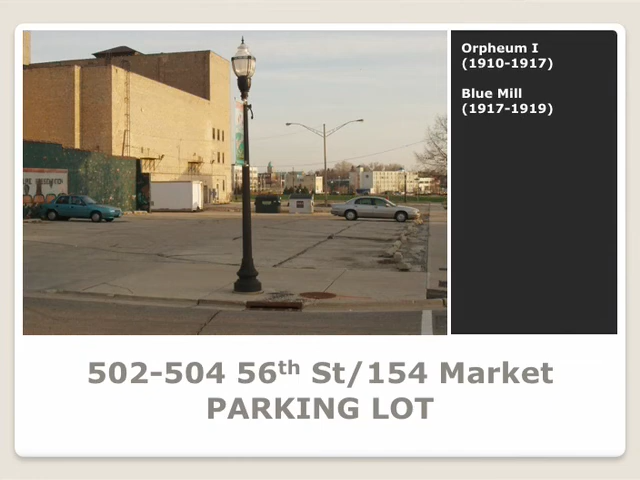 Orpheum I
(1910-1917)
Blue Mill
(1917-1919)
502-504 56th St/154 Market
PARKING LOT